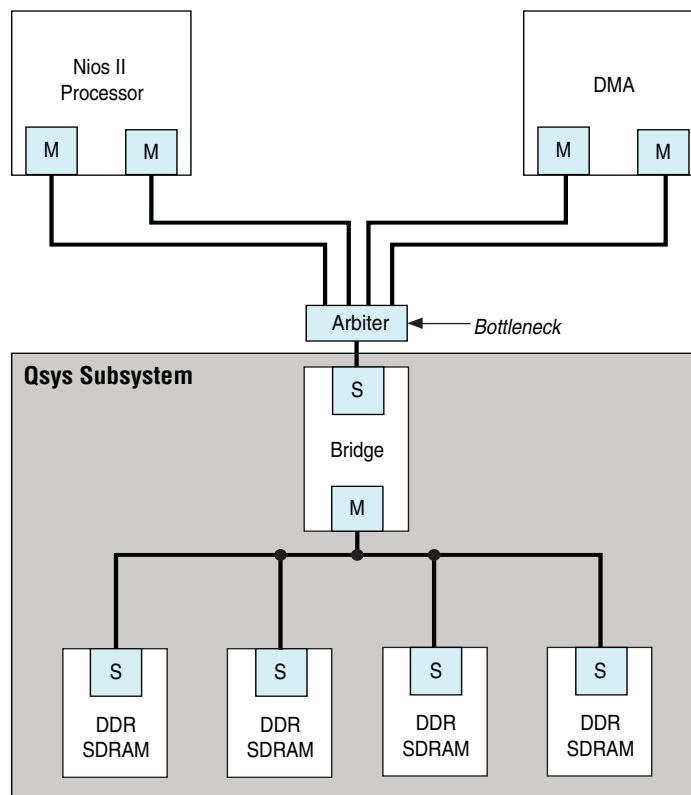 Nios II
Processor
DMA
M
M
M
M
Arbiter
Bottleneck
Qsys Subsystem
S
Bridge
M
S
S
S
S
DDR
SDRAM
DDR
SDRAM
DDR
SDRAM
DDR
SDRAM